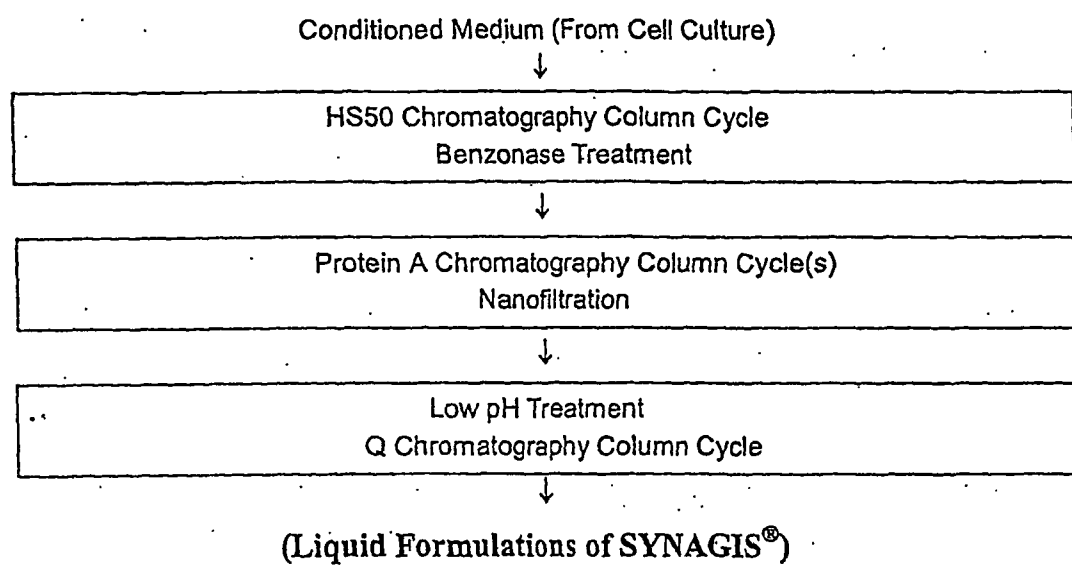 Conditioned Medium (From Cell Culture)
↓
HS50 Chromatography Column Cycle
Benzonase Treatment
↓
Protein A Chromatography Column Cycle(s)
Nanofiltration
↓
Low pH Treatment
Q Chromatography Column Cycle
↓
(Liquid Formulations of SYNAGIS®)